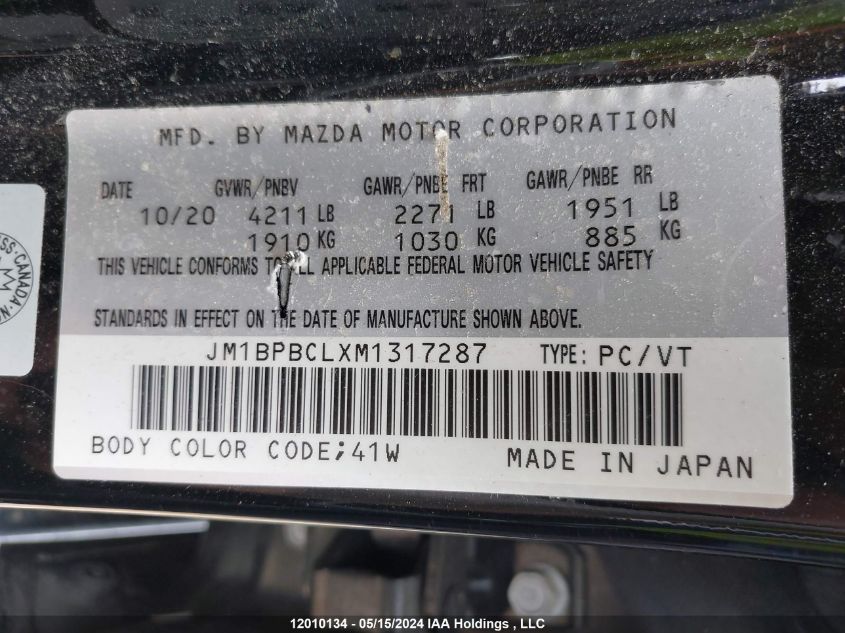 MFD. BY MAZDA MOTOR CORPORATION
DATE GVWR/PNBV GAWR/PNBE FRT GAWR/PNBE RR
10/20 4211 LB 2271 LB 1951 LB
1910 KG 1030 KG 885 KG
THIS VEHICLE CONFORMS TO ALL APPLICABLE FEDERAL MOTOR VEHICLE SAFETY
STANDARDS IN EFFECT ON THE DATE OF MANUFACTURE SHOWN ABOVE.
JM1BPBCLXM1317287 TYPE: PC/VT
BODY COLOR CODE;41W MADE IN JAPAN
CANADA
12010134 - 05/15/2024 IAA Holdings , LLC